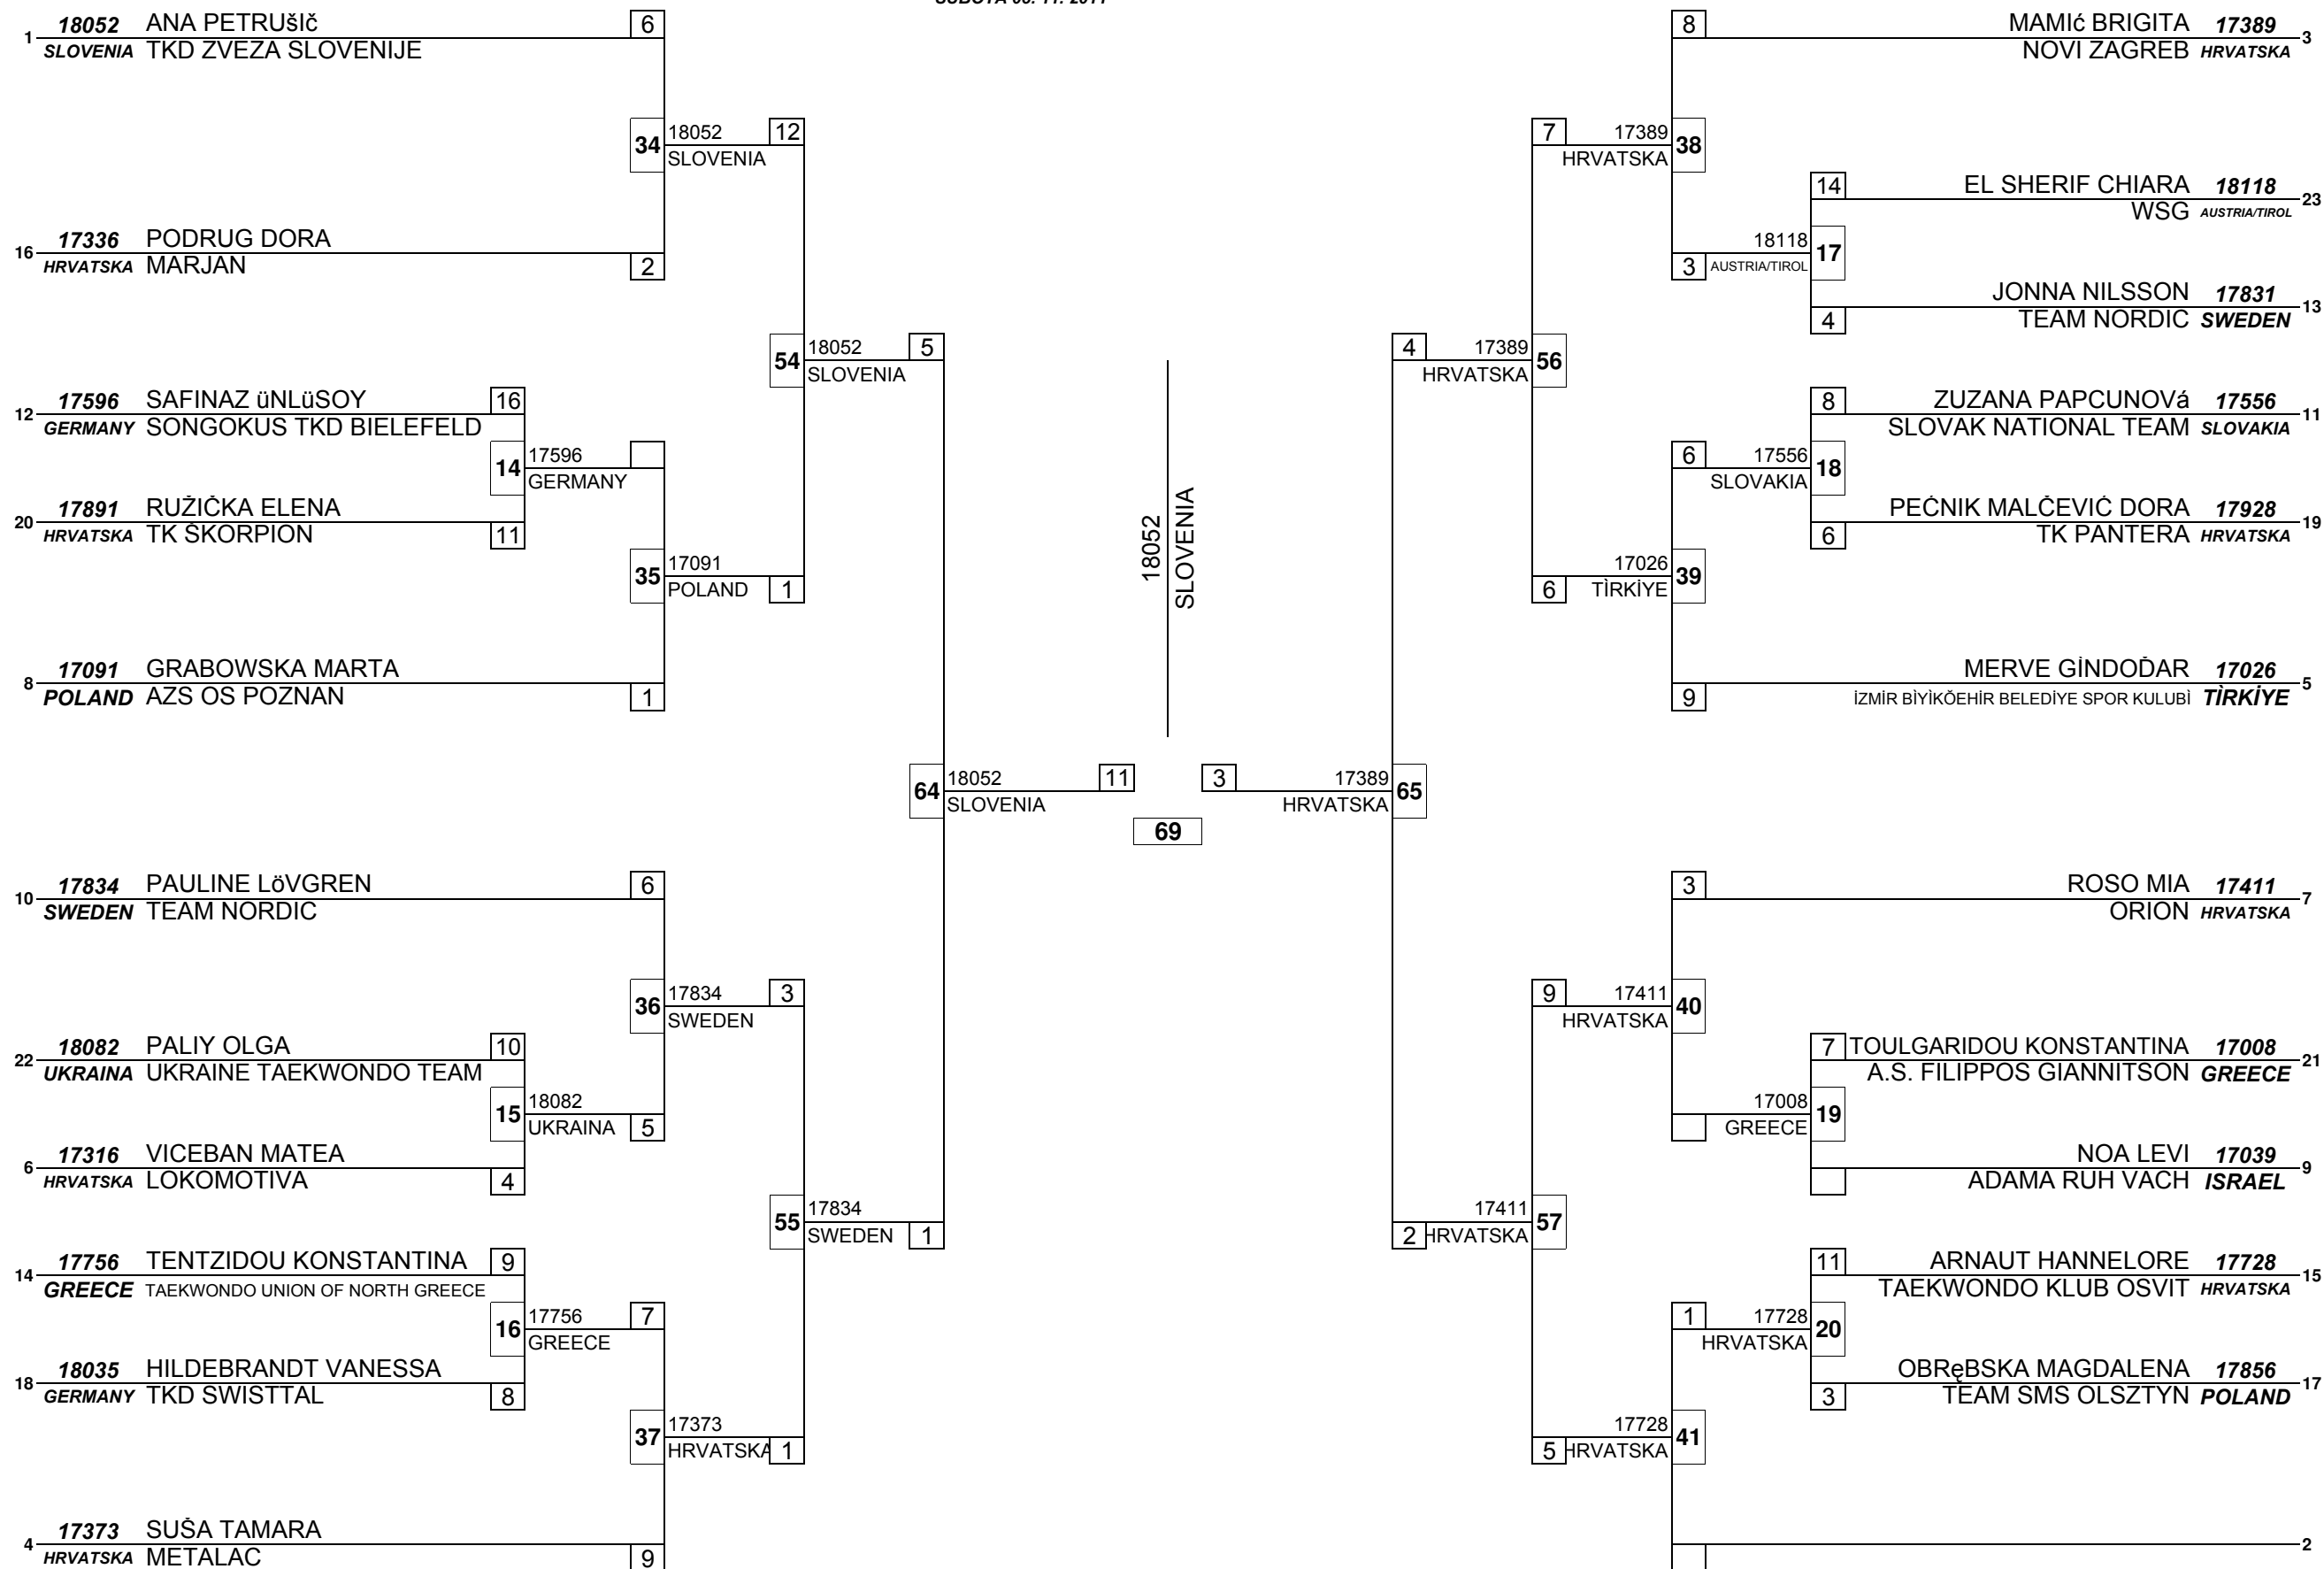 1 18052 ANA PETRUšIč 6
SLOVENIA TKD ZVEZA SLOVENIJE
34 18052 12
SLOVENIA
16 17336 PODRUG DORA
HRVATSKA MARJAN 2
54 18052 5
SLOVENIA
12 17596 SAFINAZ üNLüSOY 16
GERMANY SONGOKUS TKD BIELEFELD
14 17596
GERMANY
20 17891 RUŽIČKA ELENA
HRVATSKA TK ŠKORPION 11
35 17091
POLAND 1
8 17091 GRABOWSKA MARTA
POLAND AZS OS POZNAN 1
64 18052 11
SLOVENIA
10 17834 PAULINE LöVGREN 6
SWEDEN TEAM NORDIC
36 17834 3
SWEDEN
22 18082 PALIY OLGA 10
UKRAINA UKRAINE TAEKWONDO TEAM
15 18082
UKRAINA 5
6 17316 VICEBAN MATEA
HRVATSKA LOKOMOTIVA 4
55 17834
SWEDEN 1
14 17756 TENTZIDOU KONSTANTINA 9
GREECE TAEKWONDO UNION OF NORTH GREECE
16 17756 7
GREECE
18 18035 HILDEBRANDT VANESSA
GERMANY TKD SWISTTAL 8
37 17373
HRVATSKA 1
4 17373 SUŠA TAMARA
HRVATSKA METALAC 9
18052
SLOVENIA
69
8 MAMIć BRIGITA 17389 3
NOVI ZAGREB HRVATSKA
7 17389 38
HRVATSKA
14 EL SHERIF CHIARA 18118 23
WSG AUSTRIA/TIROL
18118 17
3 AUSTRIA/TIROL
JONNA NILSSON 17831 13
4 TEAM NORDIC SWEDEN
4 17389 56
HRVATSKA
8 ZUZANA PAPCUNOVá 17556 11
SLOVAK NATIONAL TEAM SLOVAKIA
6 17556 18
SLOVAKIA
PEČNIK MALČEVIĆ DORA 17928 19
6 TK PANTERA HRVATSKA
17026 39
6 TÌRKİYE
MERVE GİNDOĎAR 17026 5
9 İZMİR BÌYİKŎEHİR BELEDİYE SPOR KULUBÌ TÌRKİYE
3 17389 65
HRVATSKA
3 ROSO MIA 17411 7
ORION HRVATSKA
9 17411 40
HRVATSKA
7 TOULGARIDOU KONSTANTINA 17008 21
A.S. FILIPPOS GIANNITSON GREECE
17008 19
GREECE
NOA LEVI 17039 9
ADAMA RUH VACH ISRAEL
17411 57
2 HRVATSKA
11 ARNAUT HANNELORE 17728 15
TAEKWONDO KLUB OSVIT HRVATSKA
1 17728 20
HRVATSKA
OBRęBSKA MAGDALENA 17856 17
3 TEAM SMS OLSZTYN POLAND
17728 41
5 HRVATSKA
2